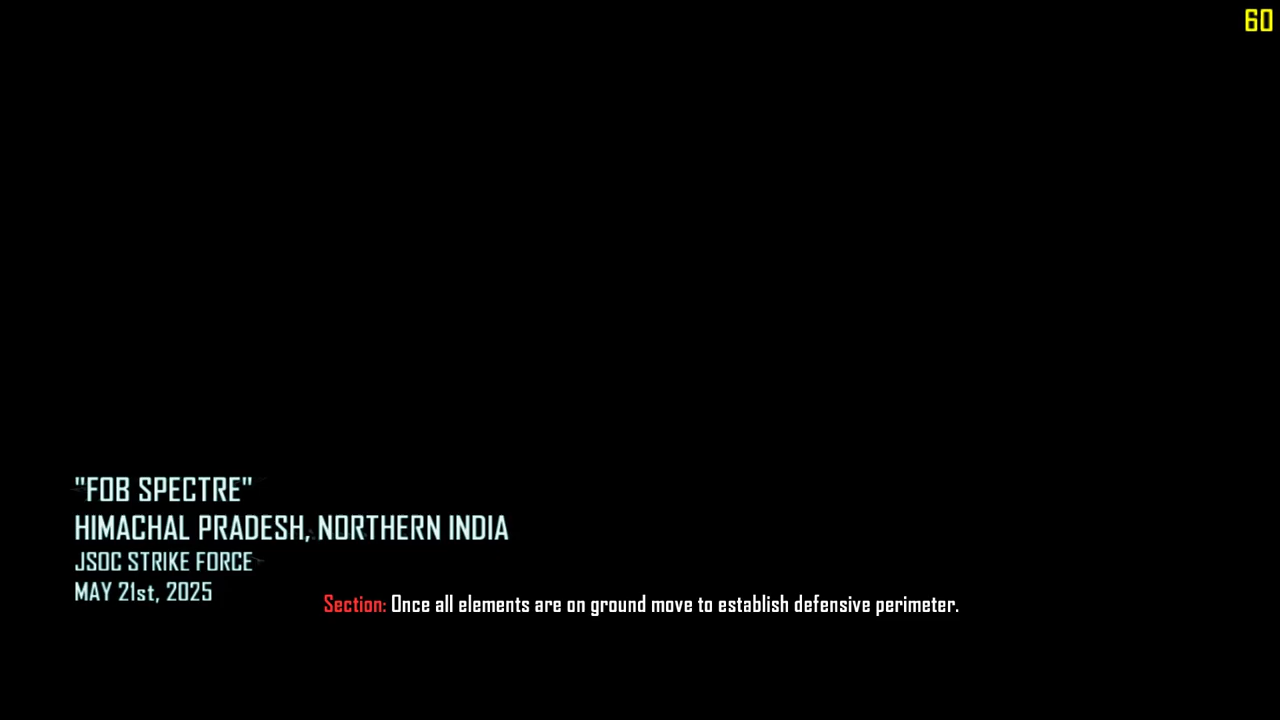 60
"FOB SPECTRE"
HIMACHAL PRADESH, NORTHERN INDIA
JSOC STRIKE FORCE
MAY 21st, 2025
Section: Once all elements are on ground move to establish defensive perimeter.